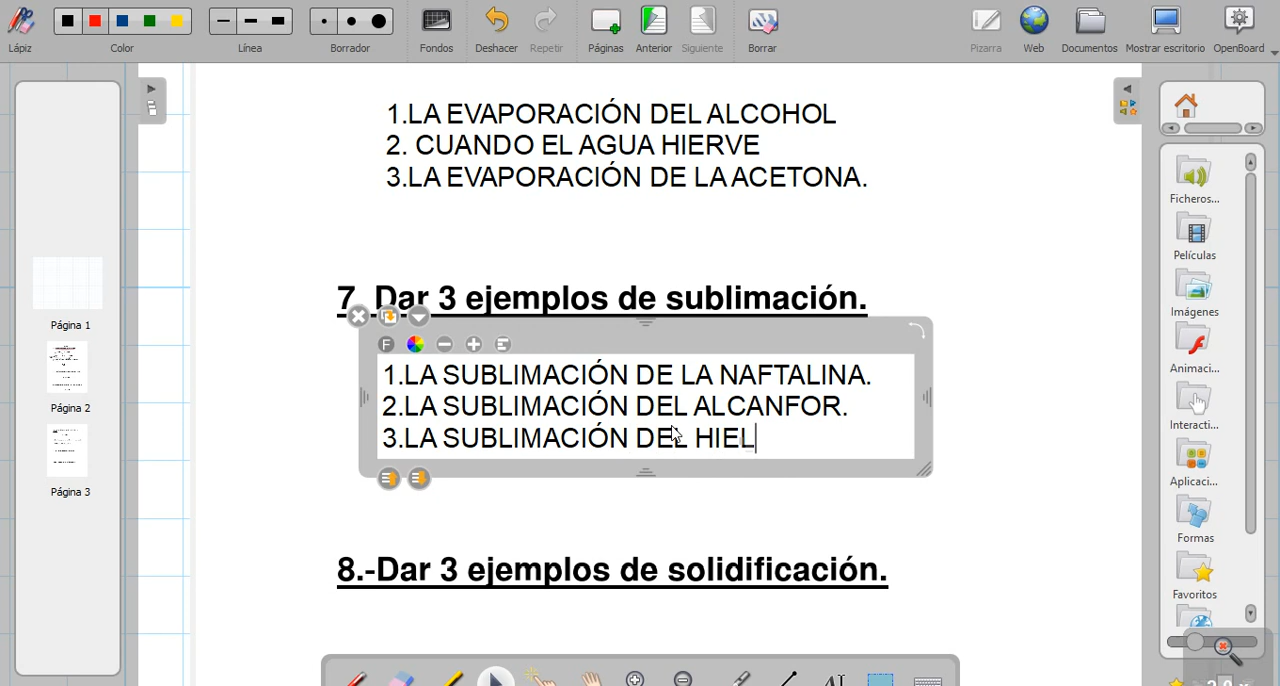 Lápiz
Color
Línea
Borrador
Fondos
Deshacer
Repetir
Páginas
Anterior
Siguiente
Borrar
Pizarra
Web
Documentos
Mostrar escritorio
OpenBoard
1.LA EVAPORACIÓN DEL ALCOHOL
2. CUANDO EL AGUA HIERVE
3.LA EVAPORACIÓN DE LA ACETONA.
7. Dar 3 ejemplos de sublimación.
F
1.LA SUBLIMACIÓN DE LA NAFTALINA.
2.LA SUBLIMACIÓN DEL ALCANFOR.
3.LA SUBLIMACIÓN DEL HIEL
8.-Dar 3 ejemplos de solidificación.
Página 1
Página 2
Página 3
Ficheros...
Películas
Imágenes
Animaci...
Interacti...
Aplicaci...
Formas
Favoritos